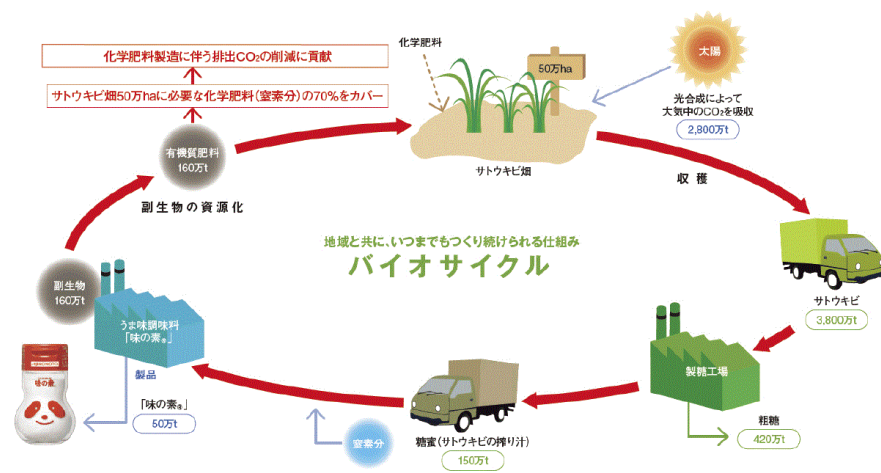 化学肥料製造に伴う排出CO₂の削減に貢献
サトウキビ畑50万haに必要な化学肥料(窒素分)の70%をカバー
化学肥料
50万ha
太陽
光合成によって
大気中のCO₂を吸収
2,800万t
サトウキビ畑
有機質肥料
160万t
副生物の資源化
収穫
地域と共に、いつまでもつくり続けられる仕組み
バイオサイクル
サトウキビ
3,800万t
副生物
160万t
うま味調味料
「味の素®」
製品
味の素®
「味の素®」
50万t
製糖工場
粗糖
420万t
糖蜜(サトウキビの搾り汁)
150万t
窒素分